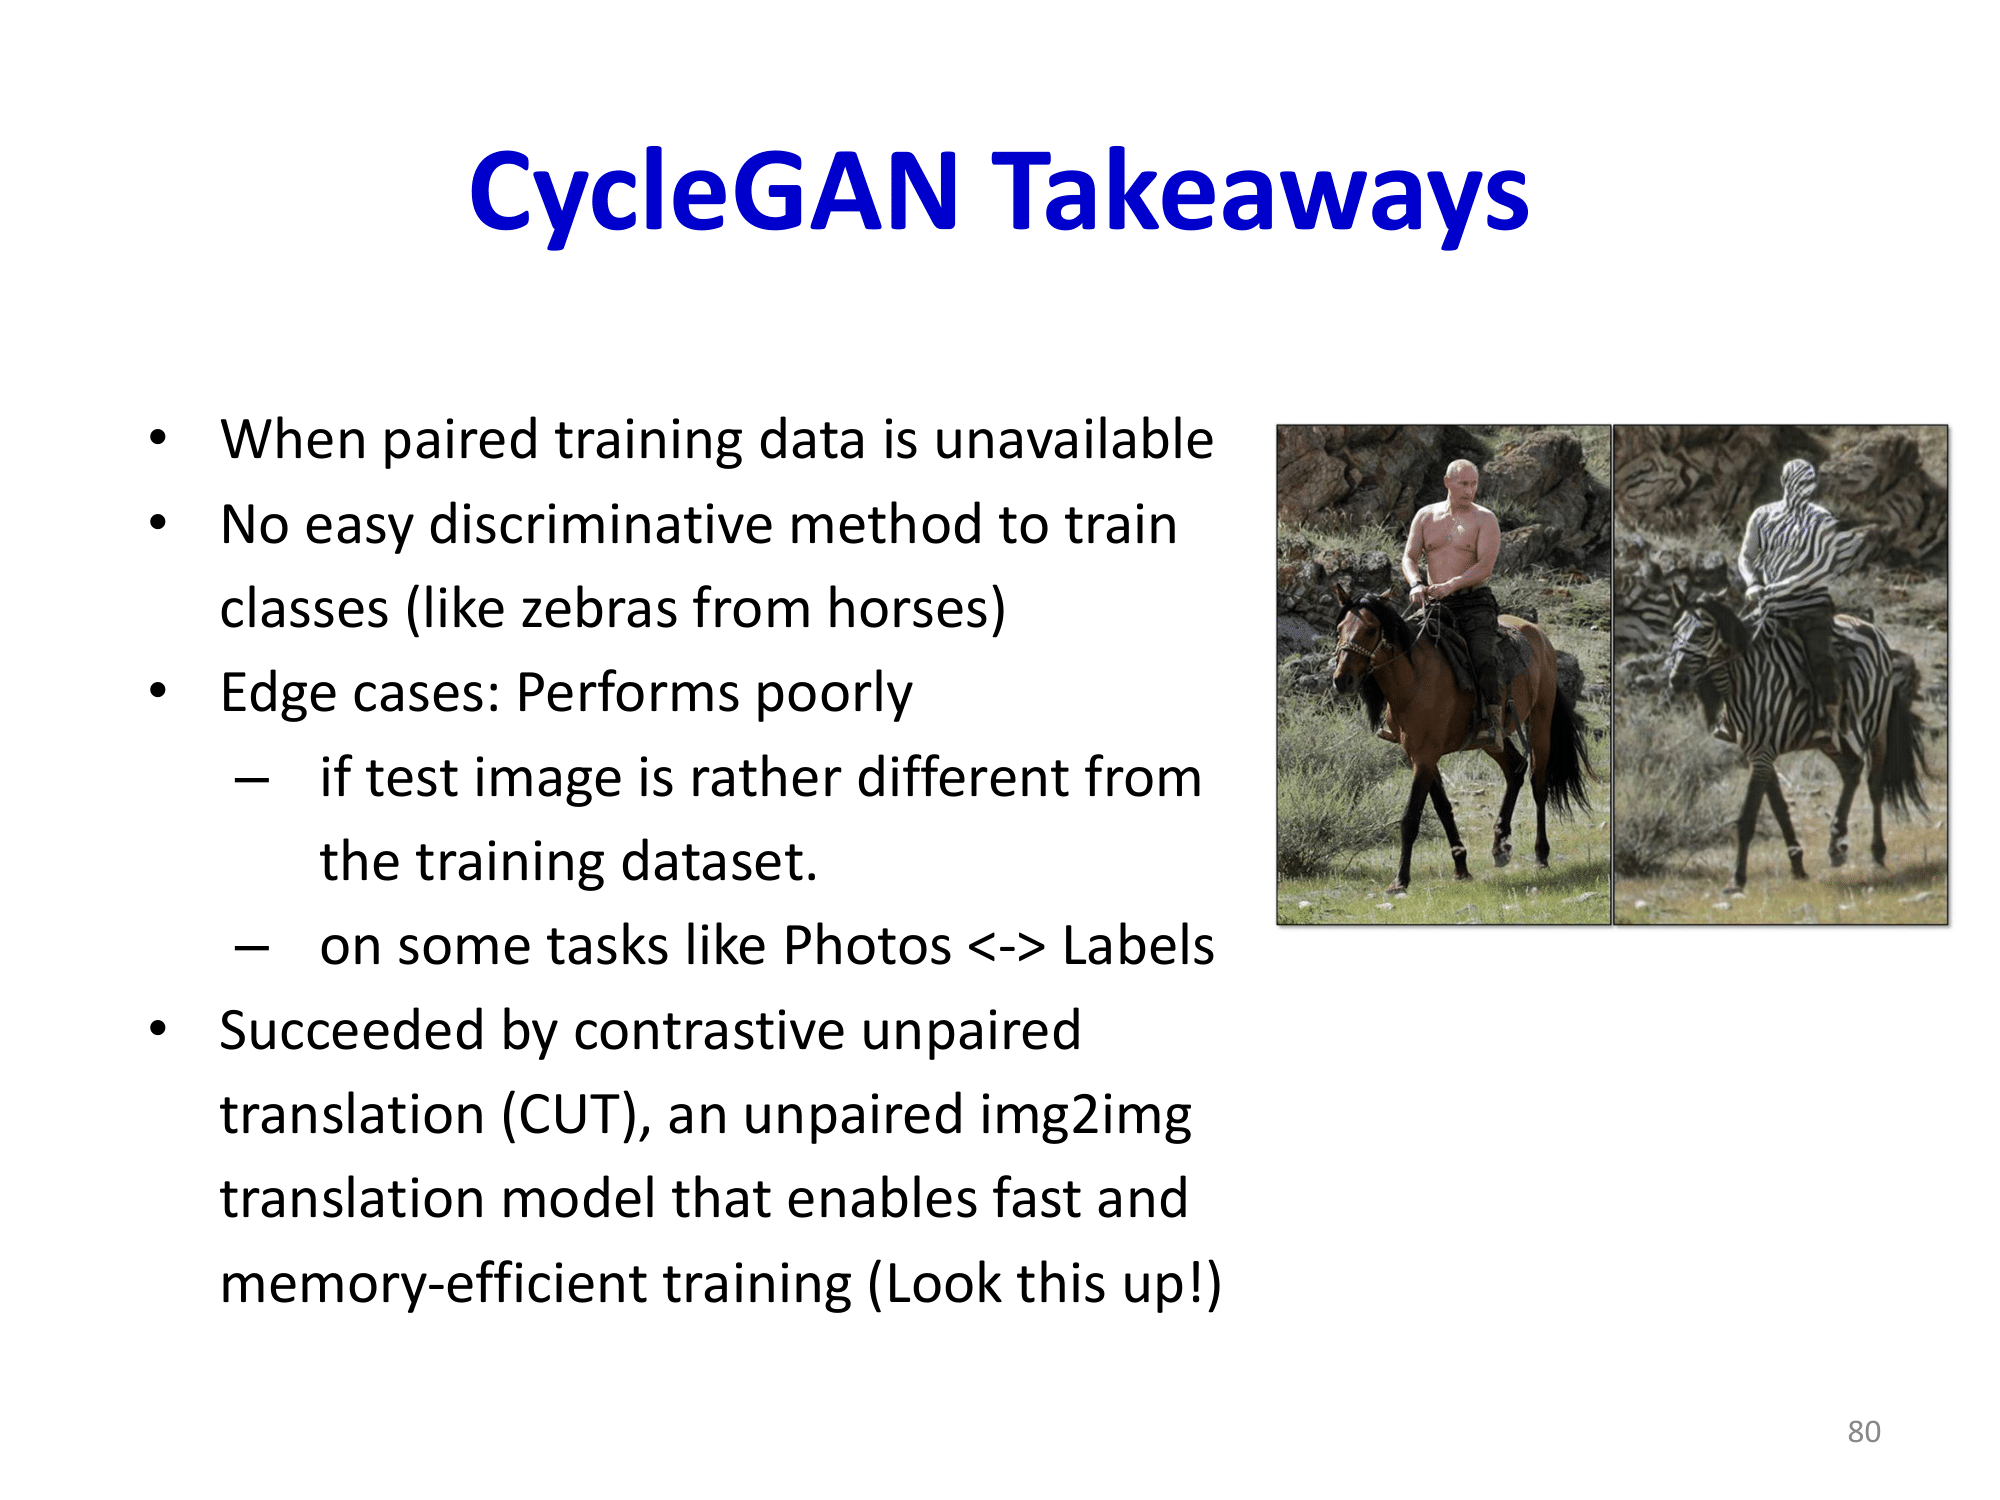 CycleGAN Takeaways
• When paired training data is unavailable
• No easy discriminative method to train
classes (like zebras from horses)
• Edge cases: Performs poorly
– if test image is rather different from
the training dataset.
– on some tasks like Photos <-> Labels
• Succeeded by contrastive unpaired
translation (CUT), an unpaired img2img
translation model that enables fast and
memory-efficient training (Look this up!)
80